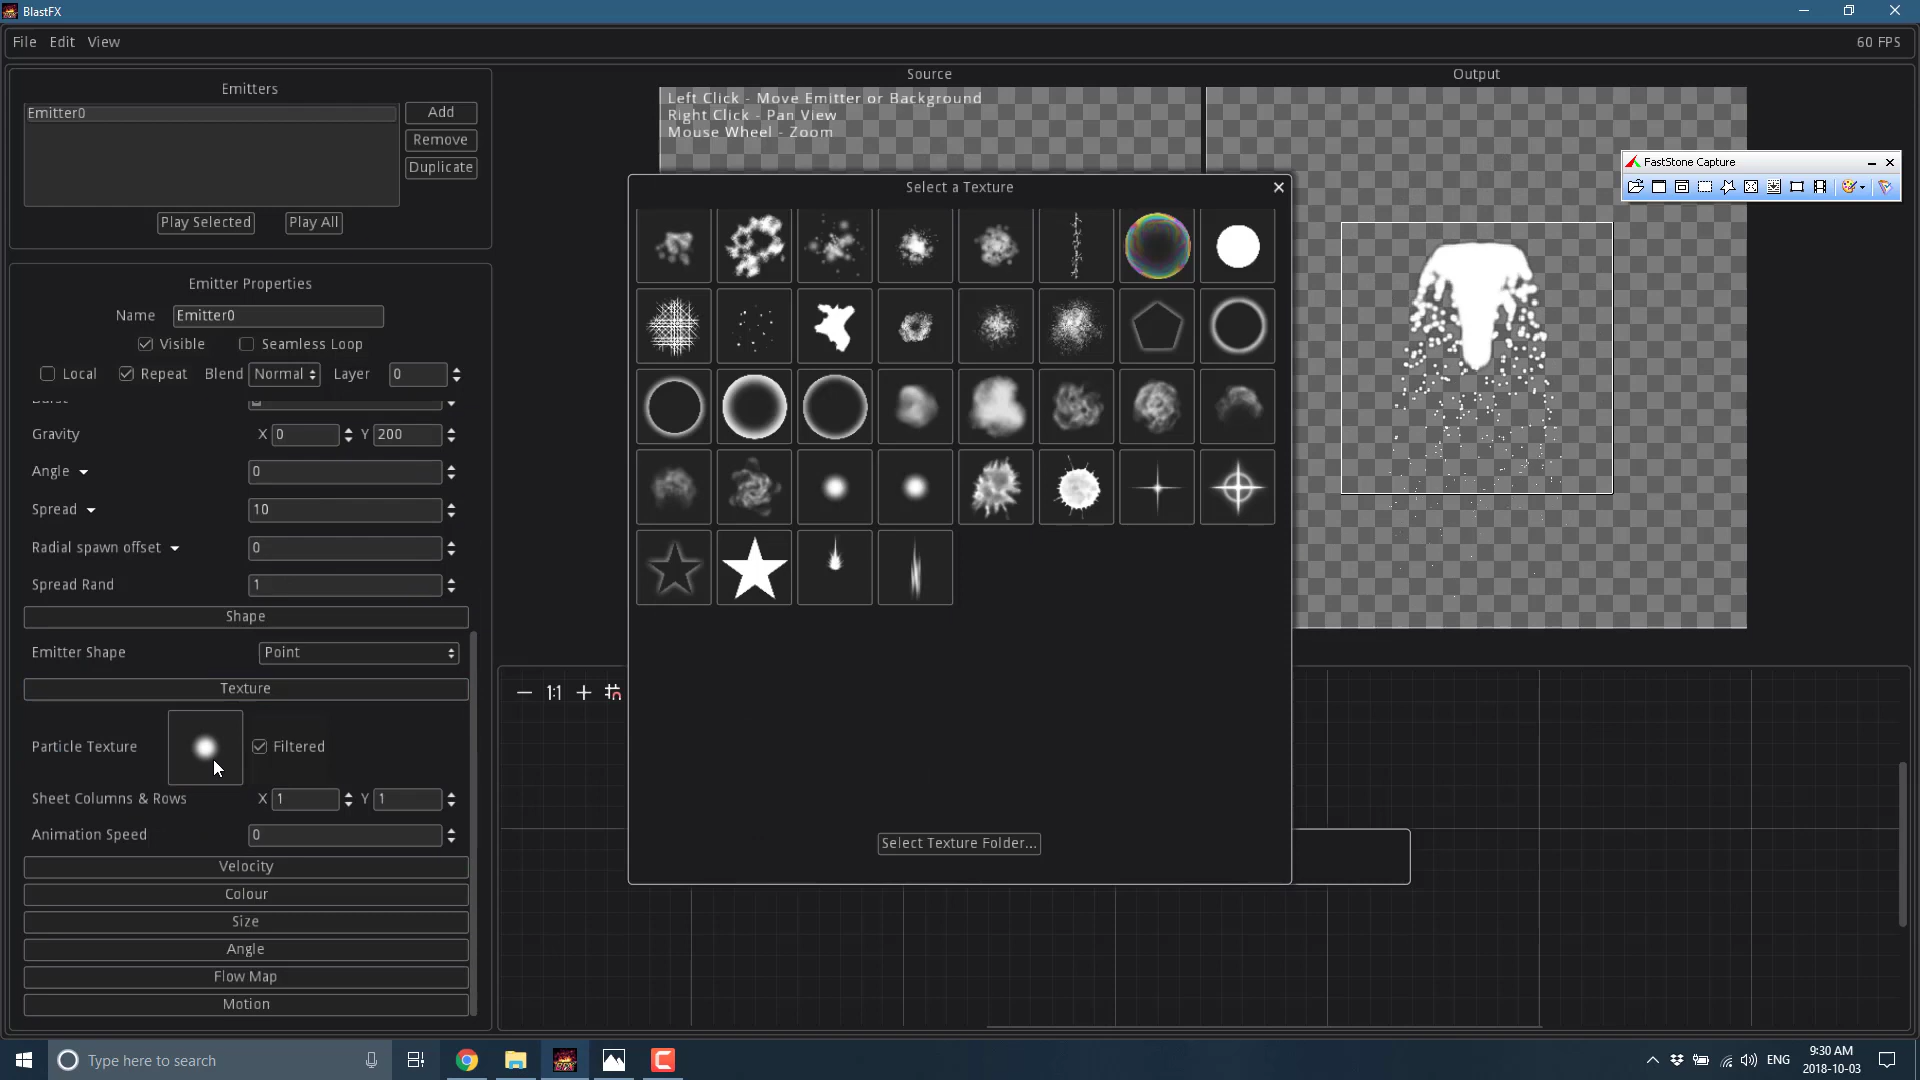 BlastFX
File Edit View
60 FPS
Emitters
Emitter0
Add
Remove
Duplicate
Play Selected
Play All
Source
Output
Left Click - Move Emitter or Background
Right Click - Pan View
Mouse Wheel - Zoom
FastStone Capture
Select a Texture
Emitter Properties
Name Emitter0
Visible Seamless Loop
Local Repeat Blend Normal Layer 0
Gravity X 0 Y 200
Angle 0
Spread 10
Radial spawn offset 0
Spread Rand 1
Shape
Emitter Shape Point
Texture
Particle Texture Filtered
Sheet Columns & Rows X 1 Y 1
Animation Speed 0
Velocity
Colour
Size
Angle
Flow Map
Motion
1:1
Select Texture Folder...
Type here to search
ENG
9:30 AM
2018-10-03